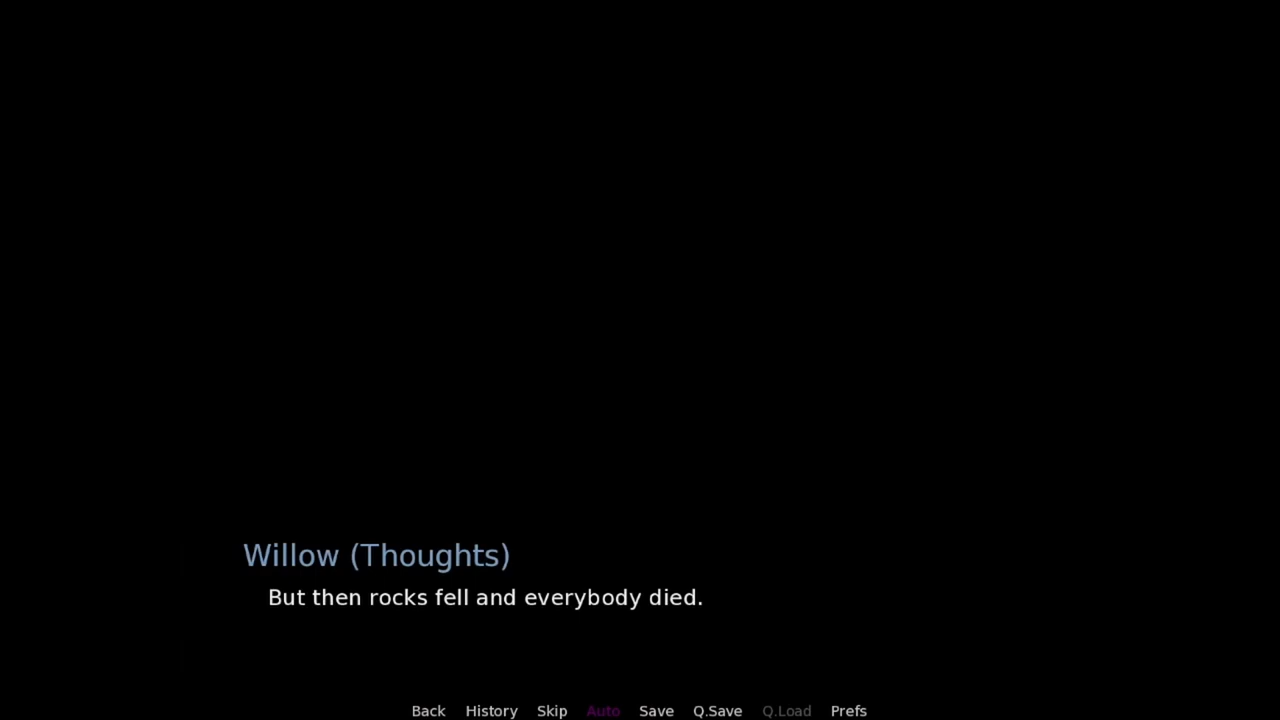 Willow (Thoughts)
But then rocks fell and everybody died.
Back History Skip Auto Save Q.Save Q.Load Prefs